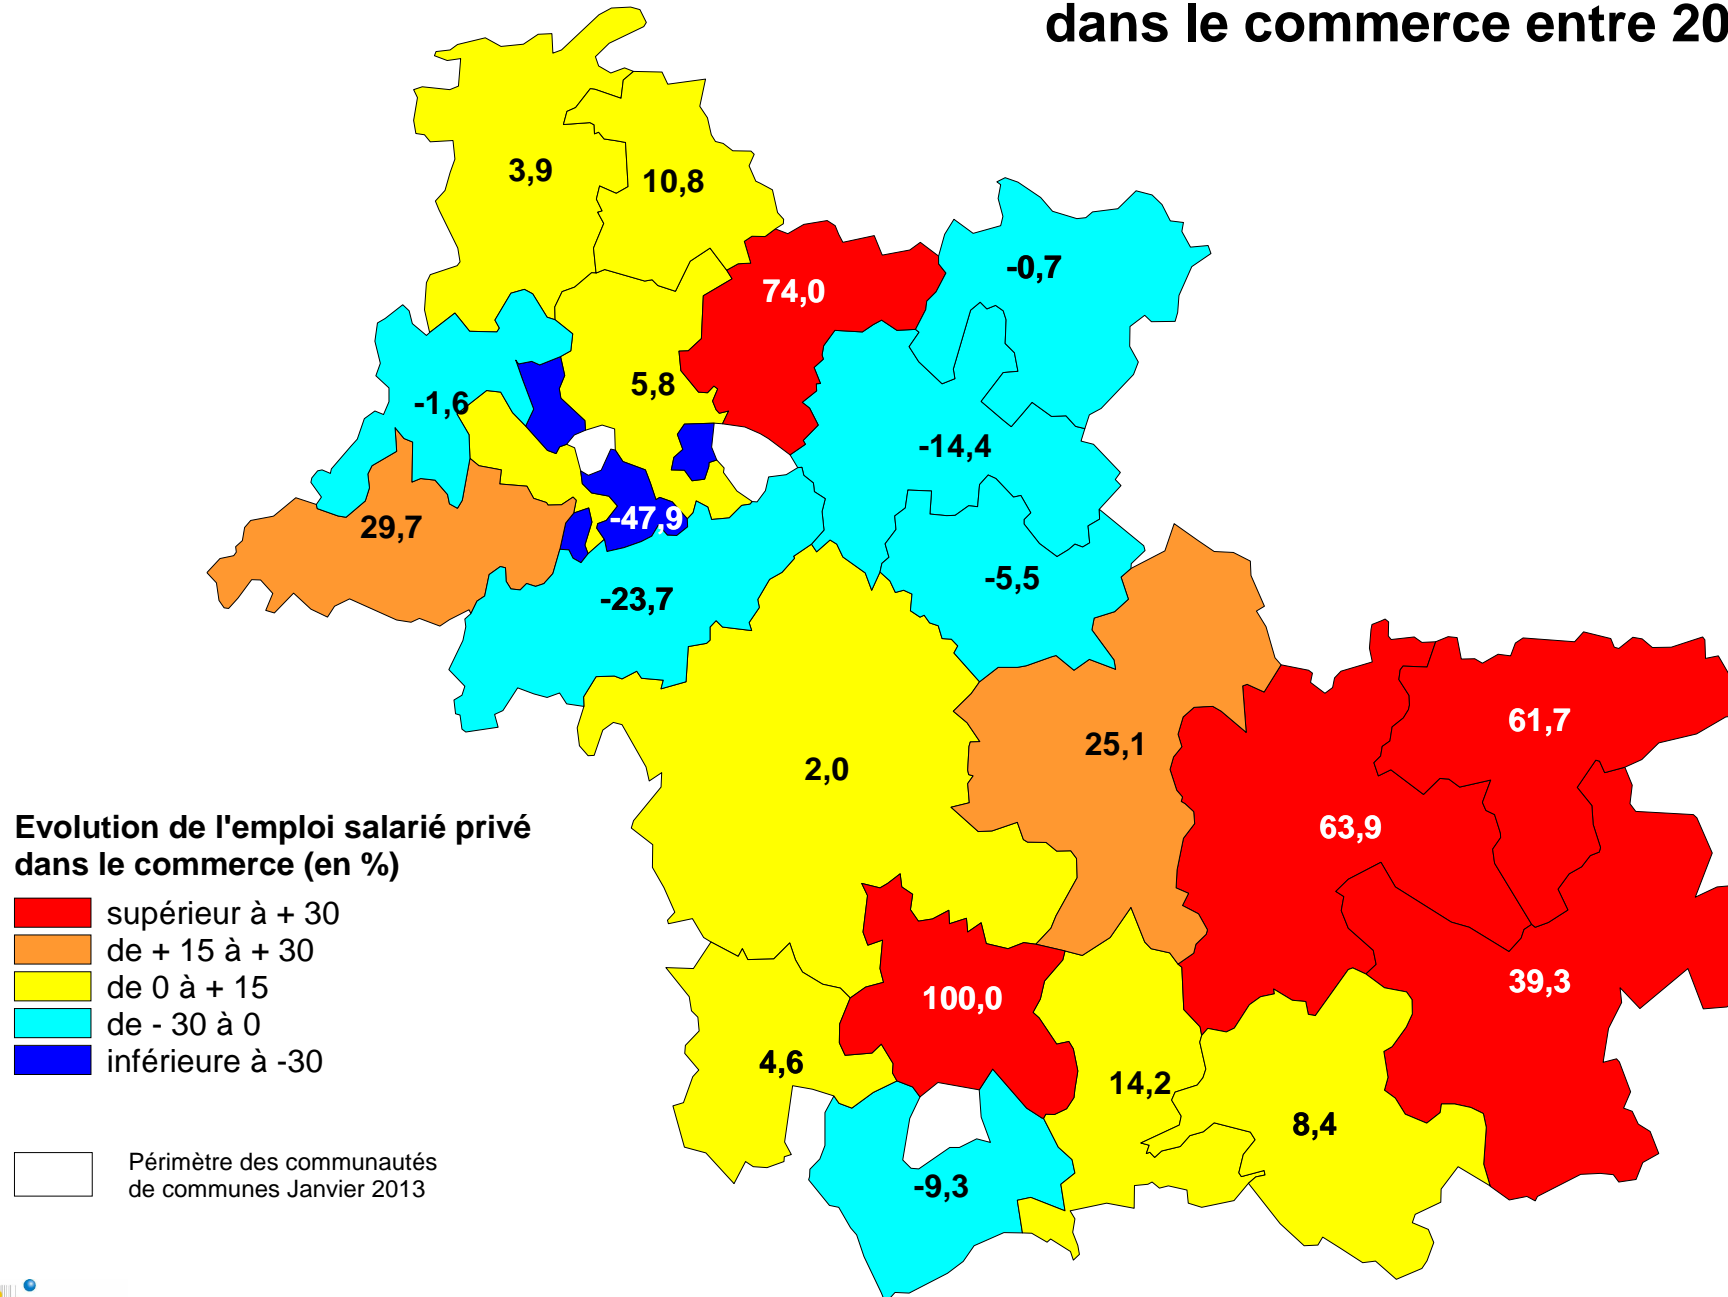 dans le commerce entre 20
3,9
10,8
-0,7
74,0
5,8
-1,6
-14,4
29,7
-47,9
-5,5
-23,7
61,7
25,1
2,0
63,9
Evolution de l'emploi salarié privé
dans le commerce (en %)
supérieur à + 30
de + 15 à + 30
de 0 à + 15
de - 30 à 0
inférieure à -30
39,3
100,0
4,6
14,2
8,4
-9,3
Périmètre des communautés
de communes Janvier 2013